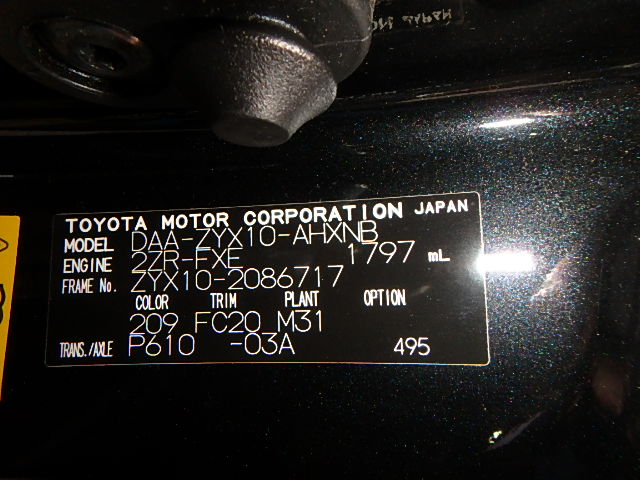 TOYOTA MOTOR CORPORATION JAPAN
MODEL DAA-ZYX10-AHXNB
ENGINE 2ZR-FXE 1797 mL
FRAME No. ZYX10-2086717
COLOR TRIM PLANT OPTION
209 FC20 M31
TRANS./AXLE P610 -03A 495